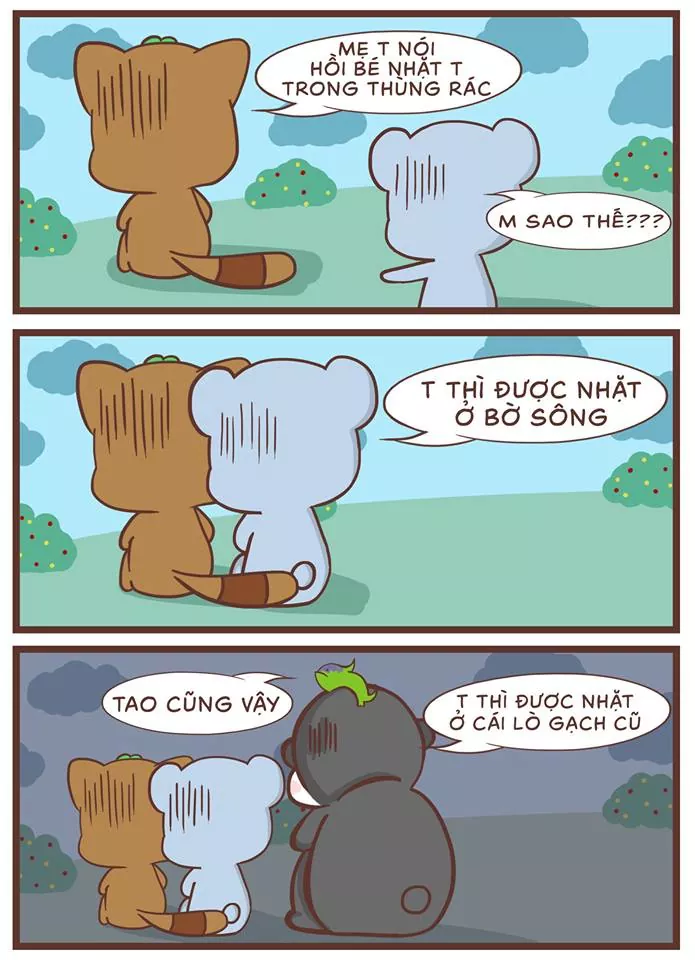 MẸ T NÓI
HỒI BÉ NHẶT T
TRONG THÙNG RÁC
M SAO THẾ???
T THÌ ĐƯỢC NHẶT
Ở BỜ SÔNG
TAO CŨNG VẬY
T THÌ ĐƯỢC NHẶT
Ở CÁI LÒ GẠCH CŨ